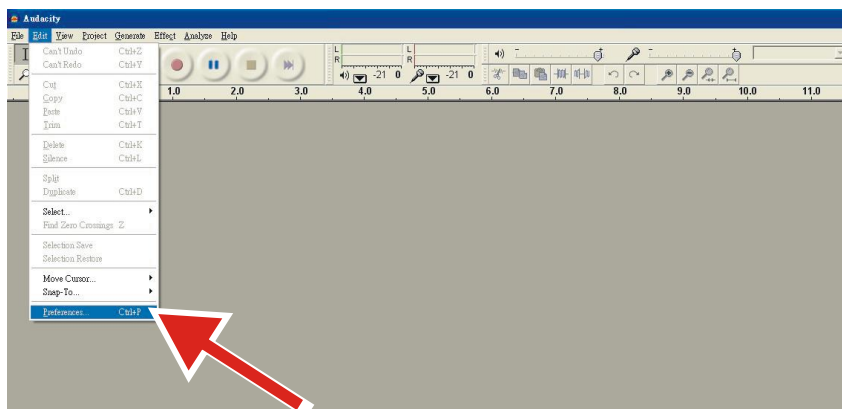 Audacity
File Edit View Project Generate Effect Analyze Help
Can't Undo Ctrl+Z
Can't Redo Ctrl+Y
Cut Ctrl+X
Copy Ctrl+C
Paste Ctrl+V
Trim Ctrl+T
Delete Ctrl+K
Silence Ctrl+L
Split
Duplicate Ctrl+D
Select...
Find Zero Crossings Z
Selection Save
Selection Restore
Move Cursor...
Snap-To...
Preferences... Ctrl+P
L L
R R
-21 0 -21 0
1.0 2.0 3.0 4.0 5.0 6.0 7.0 8.0 9.0 10.0 11.0